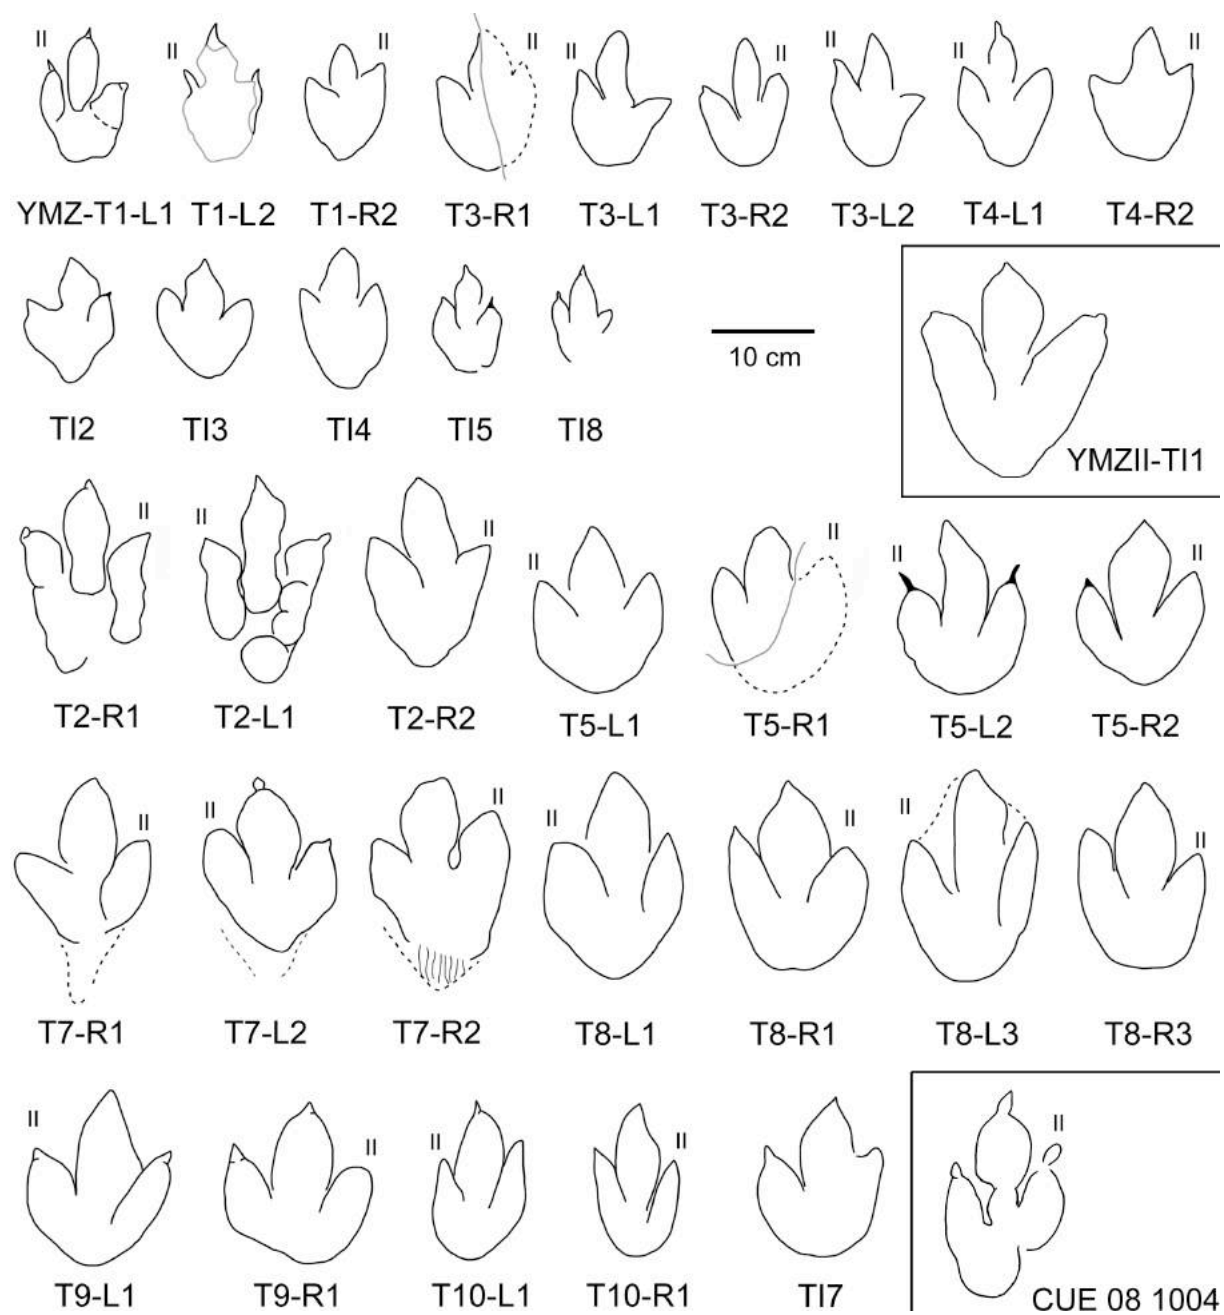 II II II II II II II II II
YMZ-T1-L1 T1-L2 T1-R2 T3-R1 T3-L1 T3-R2 T3-L2 T4-L1 T4-R2
10 cm
TI2 TI3 TI4 TI5 TI8
YMZII-TI1
II II II II II II II
T2-R1 T2-L1 T2-R2 T5-L1 T5-R1 T5-L2 T5-R2
II II II II II II II
T7-R1 T7-L2 T7-R2 T8-L1 T8-R1 T8-L3 T8-R3
II II II II II
T9-L1 T9-R1 T10-L1 T10-R1 TI7
CUE 08 1004